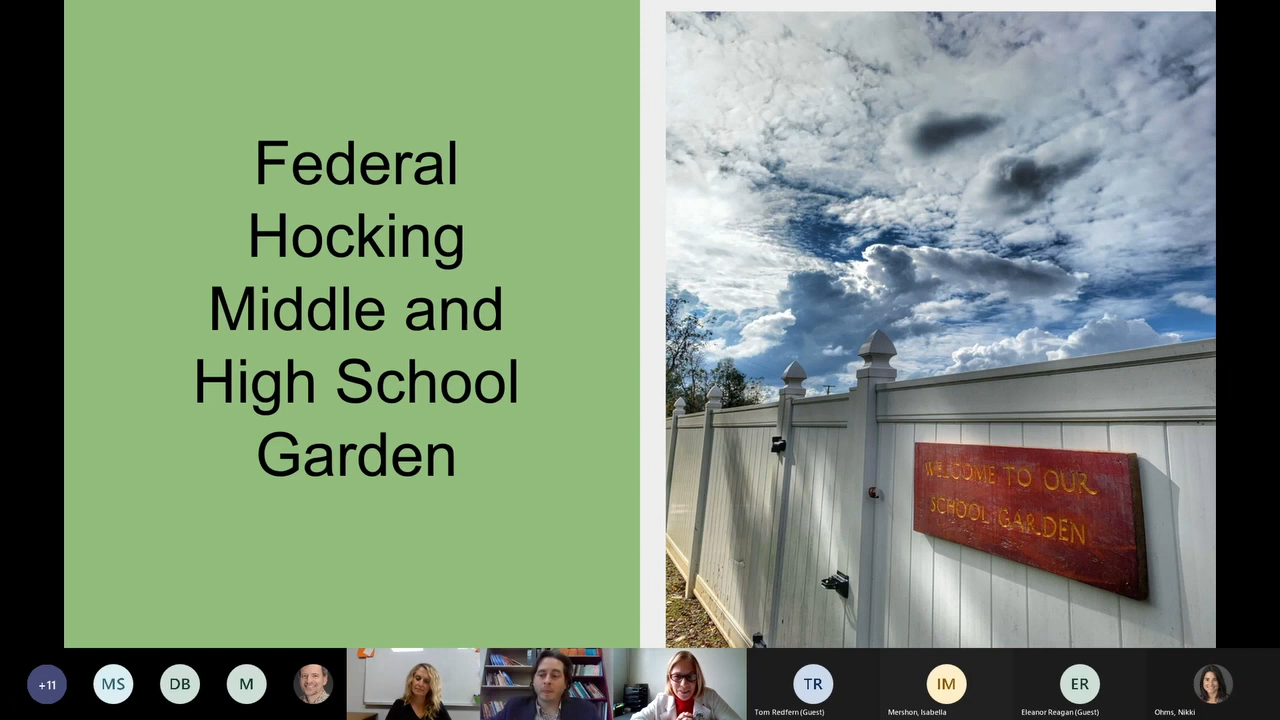 Federal
Hocking
Middle and
High School
Garden
WELCOME TO OUR
SCHOOL GARDEN
+11
MS
DB
M
TR
Tom Redfern (Guest)
IM
Mershon, Isabella
ER
Eleanor Reagan (Guest)
Ohms, Nikki